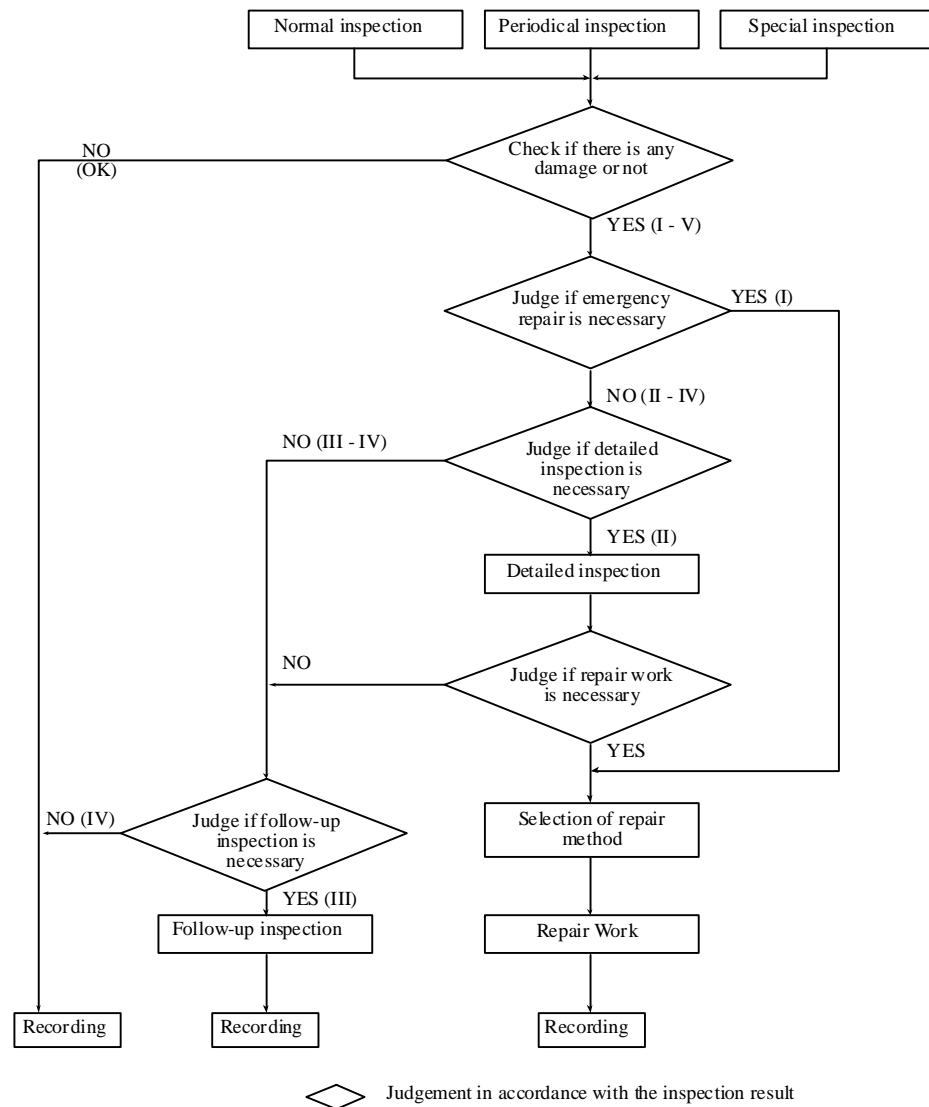 Normal inspection
Periodical inspection
Special inspection
Check if there is any
damage or not
NO
(OK)
YES (I - V)
Judge if emergency
repair is necessary
YES (I)
NO (II - IV)
NO (III - IV)
Judge if detailed
inspection is
necessary
YES (II)
Detailed inspection
NO
Judge if repair work
is necessary
YES
NO (IV)
Judge if follow-up
inspection is
necessary
Selection of repair
method
YES (III)
Follow-up inspection
Repair Work
Recording
Recording
Recording
Judgement in accordance with the inspection result